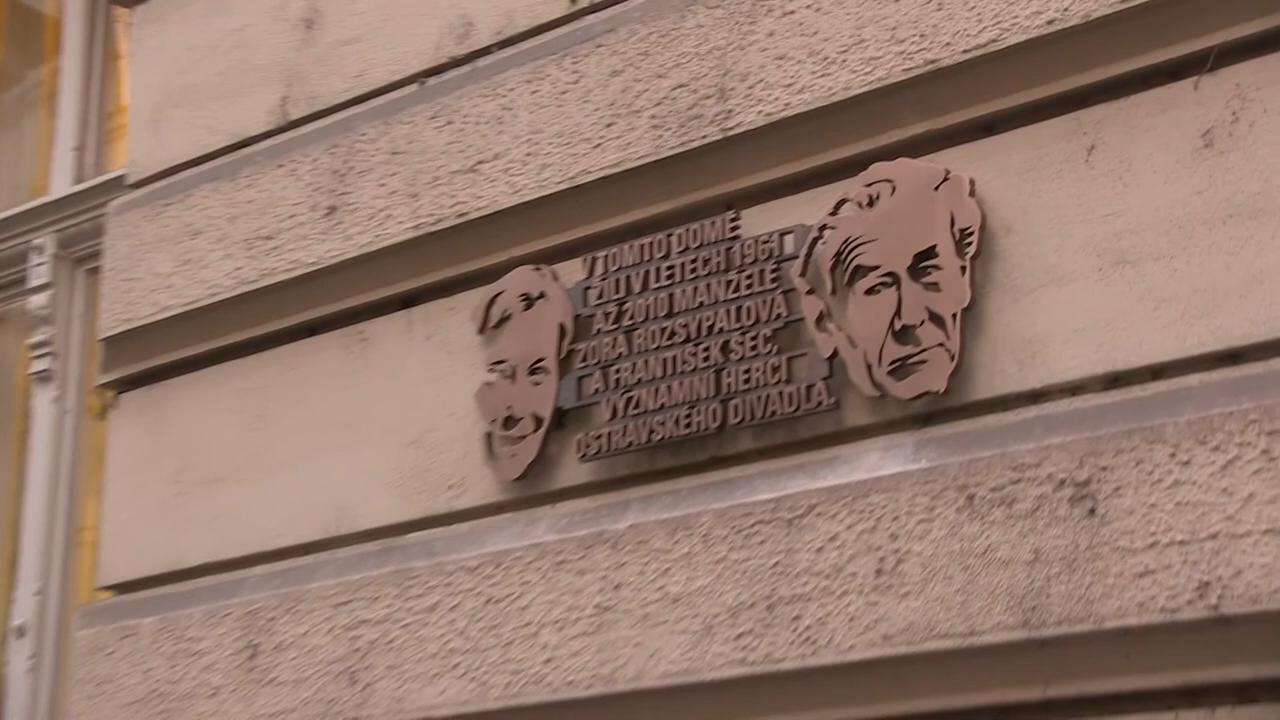 V TOMTO DOMĚ
ŽILI V LETECH 1961
AŽ 2010 MANŽELÉ
ZORA ROZSYPALOVÁ
A FRANTIŠEK ŠEC,
VÝZNAMNÍ HERCI
OSTRAVSKÉHO DIVADLA.